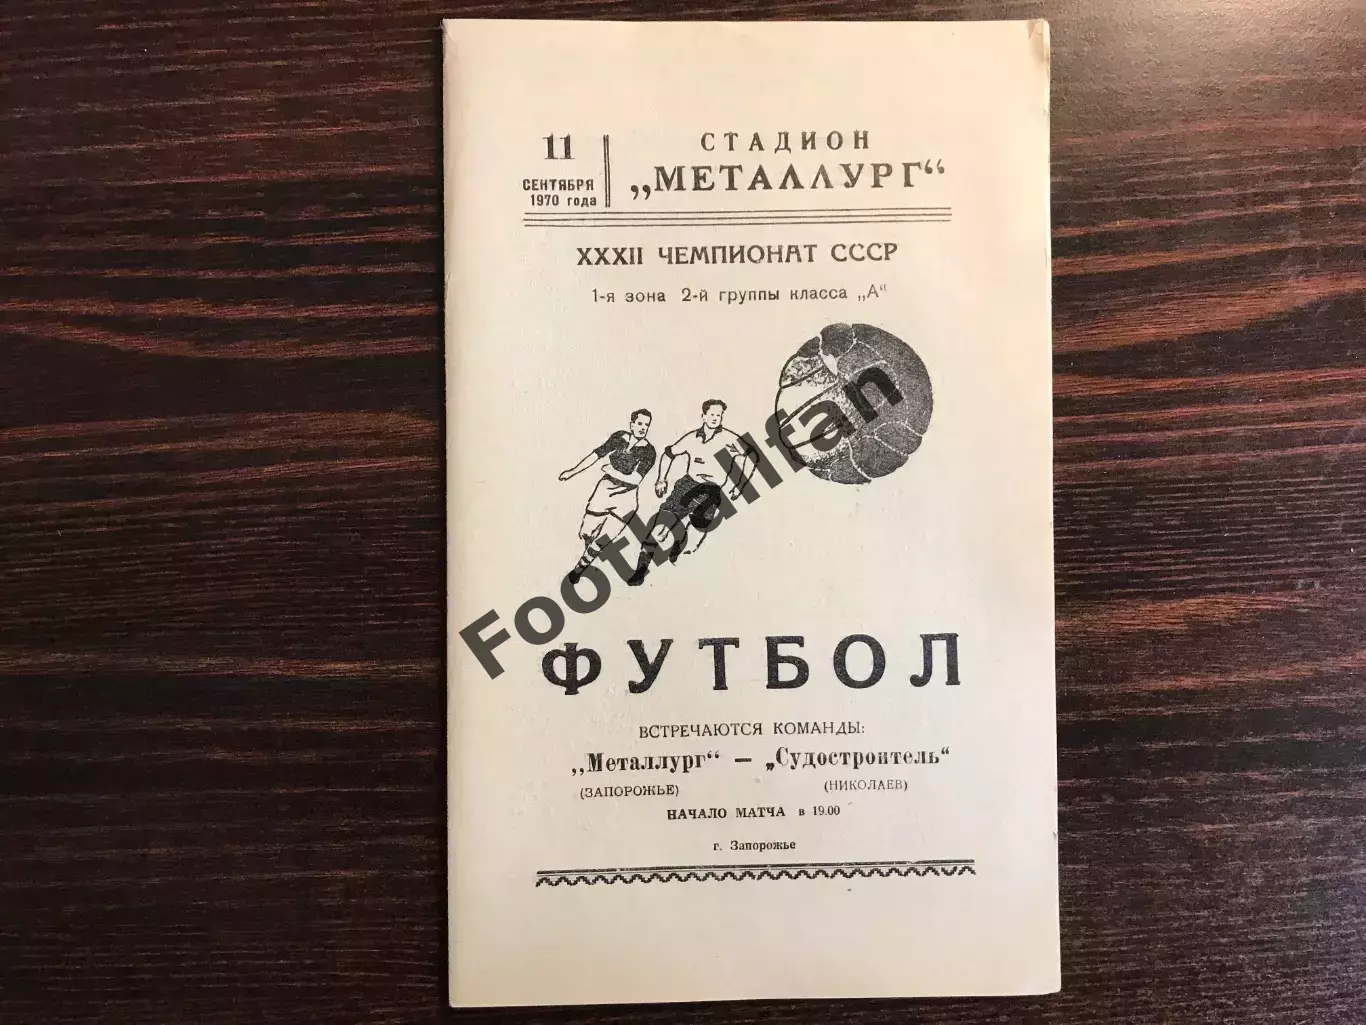 11
СЕНТЯБРЯ
1970 года
СТАДИОН
„МЕТАЛЛУРГ“
XXXII ЧЕМПИОНАТ СССР
1-я зона 2-й группы класса „А“
Footballfan
ФУТБОЛ
ВСТРЕЧАЮТСЯ КОМАНДЫ:
„Металлург“ — „Судостроитель“
(ЗАПОРОЖЬЕ) (НИКОЛАЕВ)
НАЧАЛО МАТЧА в 19.00
г. Запорожье